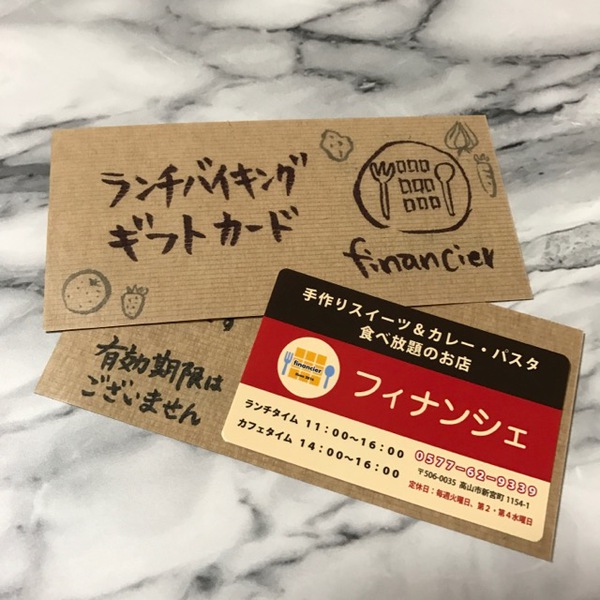 ランチバイキング
ギフトカード
financier
有効期限は
ございません
手作りスイーツ&カレー・パスタ
食べ放題のお店
financier
フィナンシェ
ランチタイム 11:00~16:00
カフェタイム 14:00~16:00
0577-62-9339
〒506-0035 高山市新宮町 1154-1
定休日:毎週火曜日、第2・第4水曜日